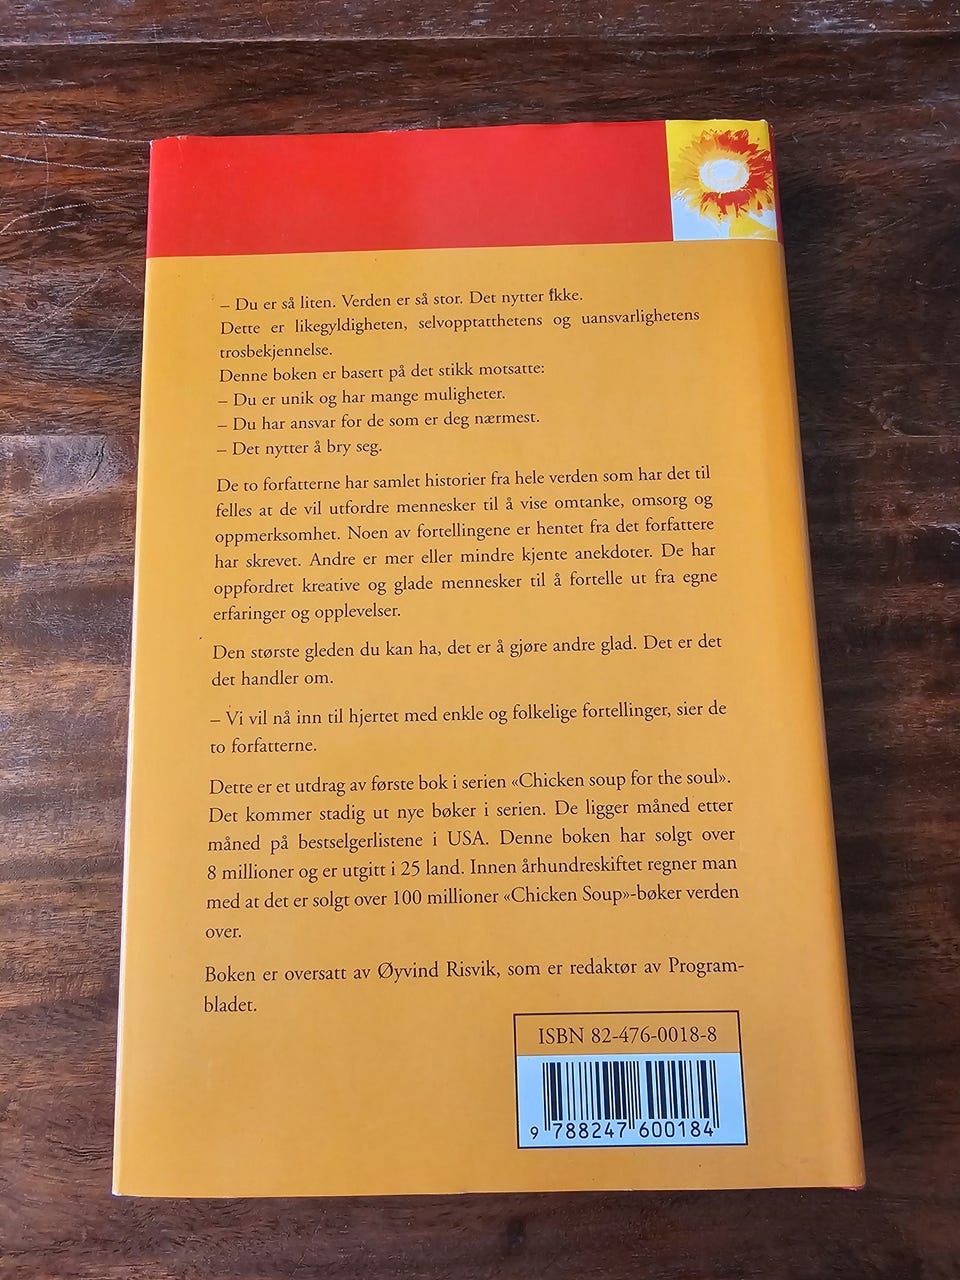 – Du er så liten. Verden er så stor. Det nytter ikke.
Dette er likegyldigheten, selvopptatthetens og uansvarlighetens
trosbekjennelse.
Denne boken er basert på det stikk motsatte:
– Du er unik og har mange muligheter.
– Du har ansvar for de som er deg nærmest.
– Det nytter å bry seg.
De to forfatterne har samlet historier fra hele verden som har det til
felles at de vil utfordre mennesker til å vise omtanke, omsorg og
oppmerksomhet. Noen av fortellingene er hentet fra det forfattere
har skrevet. Andre er mer eller mindre kjente anekdoter. De har
oppfordret kreative og glade mennesker til å fortelle ut fra egne
erfaringer og opplevelser.
Den største gleden du kan ha, det er å gjøre andre glad. Det er det
det handler om.
– Vi vil nå inn til hjertet med enkle og folkelige fortellinger, sier de
to forfatterne.
Dette er et utdrag av første bok i serien «Chicken soup for the soul».
Det kommer stadig ut nye bøker i serien. De ligger måned etter
måned på bestselgerlistene i USA. Denne boken har solgt over
8 millioner og er utgitt i 25 land. Innen århundreskiftet regner man
med at det er solgt over 100 millioner «Chicken Soup»-bøker verden
over.
Boken er oversatt av Øyvind Risvik, som er redaktør av Program-
bladet.
ISBN 82-476-0018-8
9 788247 600184